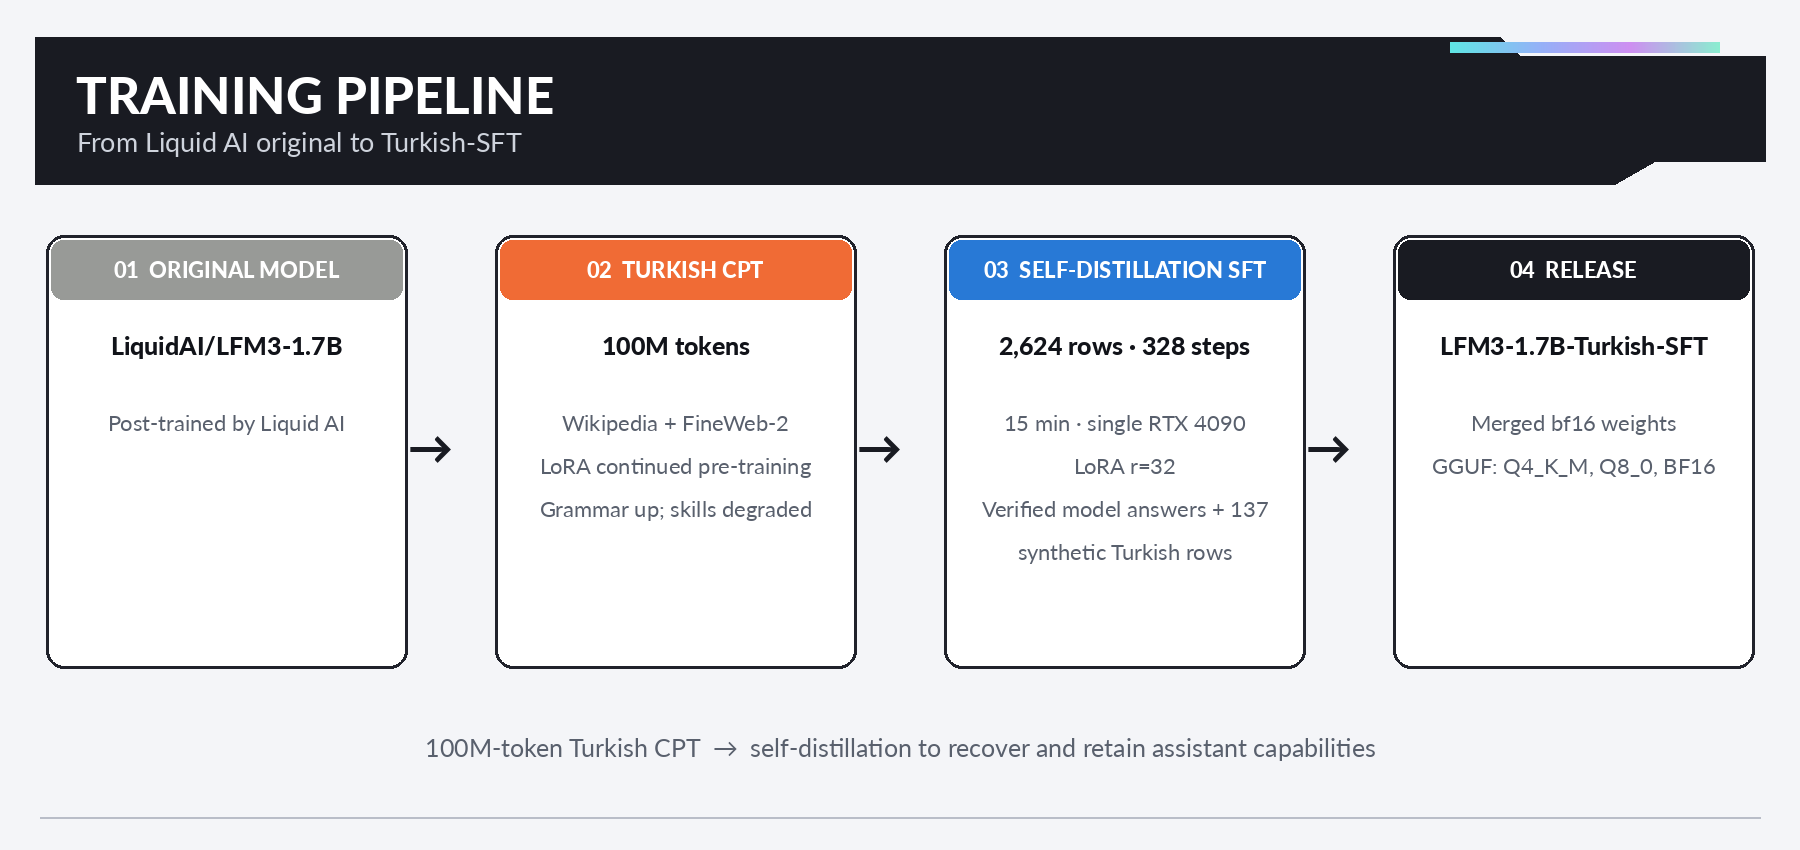 TRAINING PIPELINE
From Liquid AI original to Turkish-SFT
01 ORIGINAL MODEL
LiquidAI/LFM3-1.7B
Post-trained by Liquid AI
→
02 TURKISH CPT
100M tokens
Wikipedia + FineWeb-2
LoRA continued pre-training
Grammar up; skills degraded
→
03 SELF-DISTILLATION SFT
2,624 rows · 328 steps
15 min · single RTX 4090
LoRA r=32
Verified model answers + 137
synthetic Turkish rows
→
04 RELEASE
LFM3-1.7B-Turkish-SFT
Merged bf16 weights
GGUF: Q4_K_M, Q8_0, BF16
100M-token Turkish CPT → self-distillation to recover and retain assistant capabilities